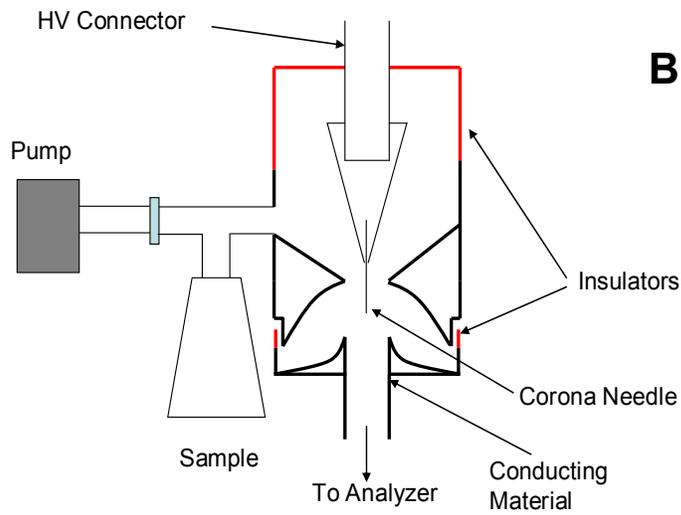 HV Connector
B
Pump
Insulators
Corona Needle
Sample
Conducting
Material
To Analyzer